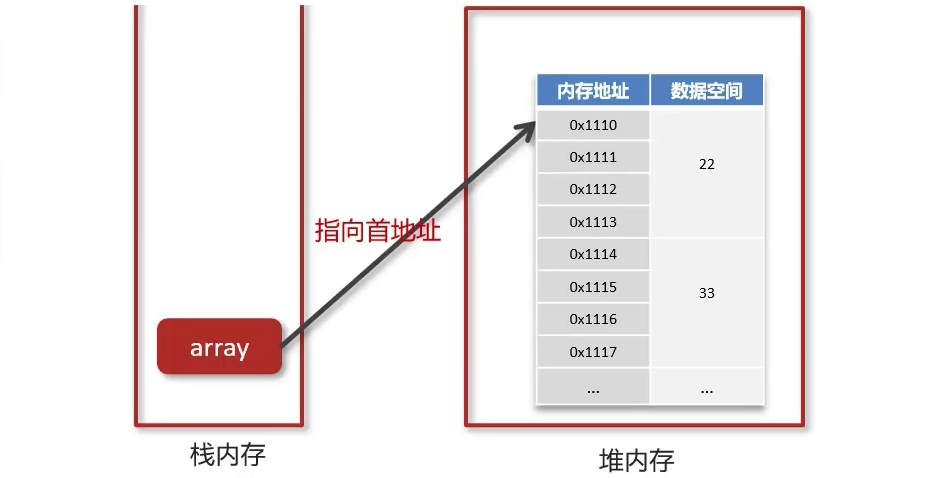 内存地址 数据空间
0x1110
0x1111
22
0x1112
0x1113
指向首地址
0x1114
0x1115
33
0x1116
0x1117
array
... ...
栈内存
堆内存